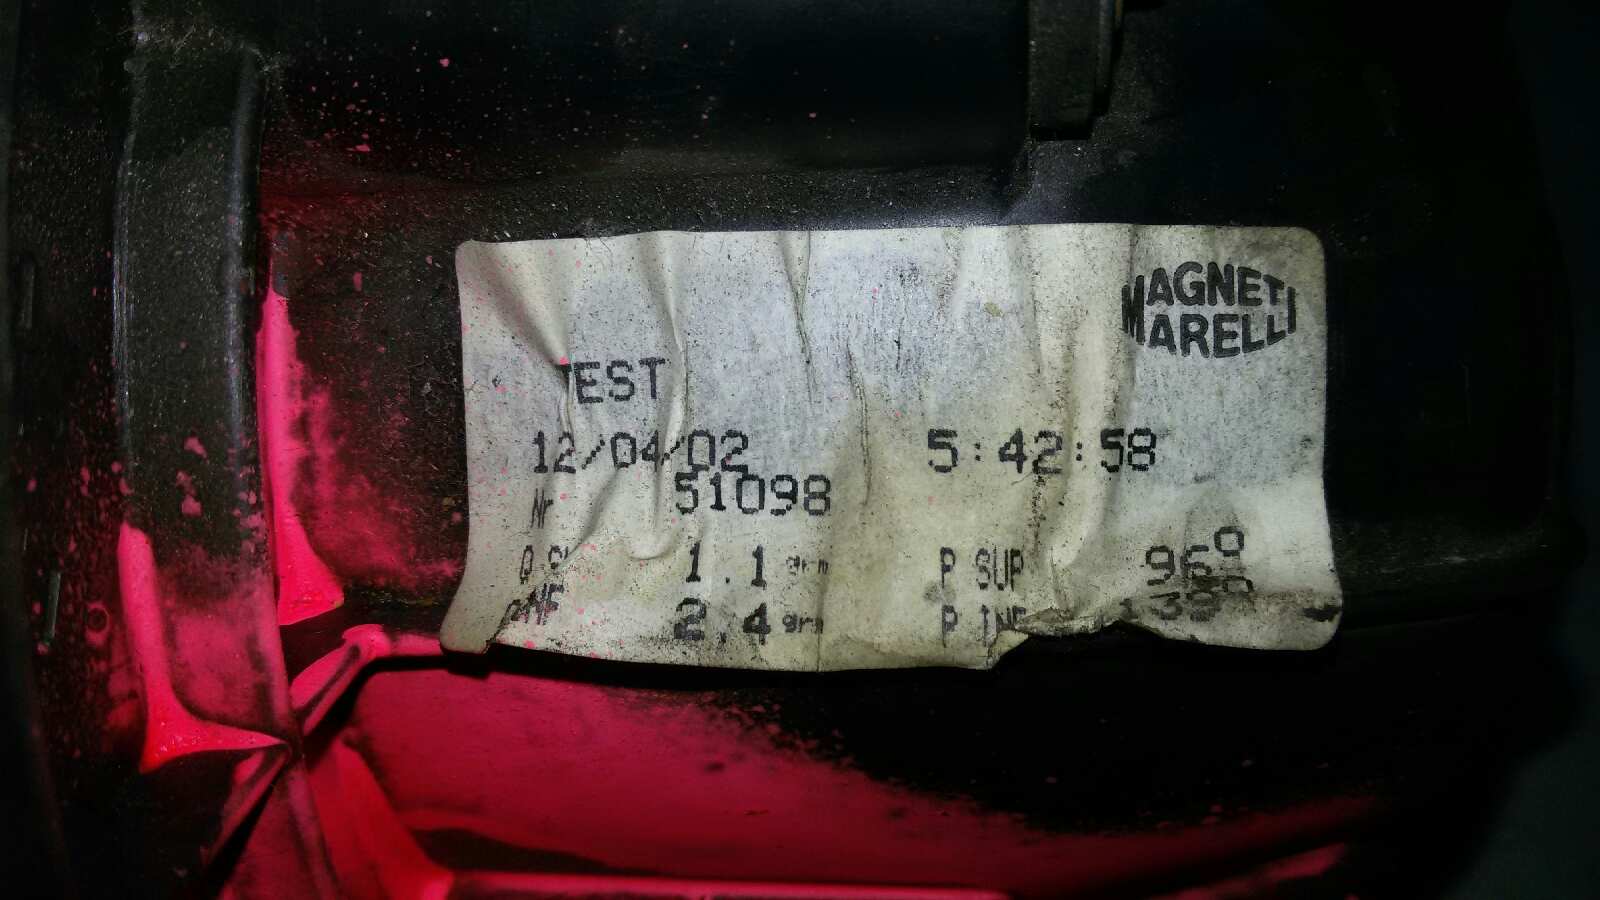 MAGNETI
MARELLI
TEST
12/04/02 5:42:58
Nr 51098
1.1 grm P SUP 96°
2.4 grm P INF